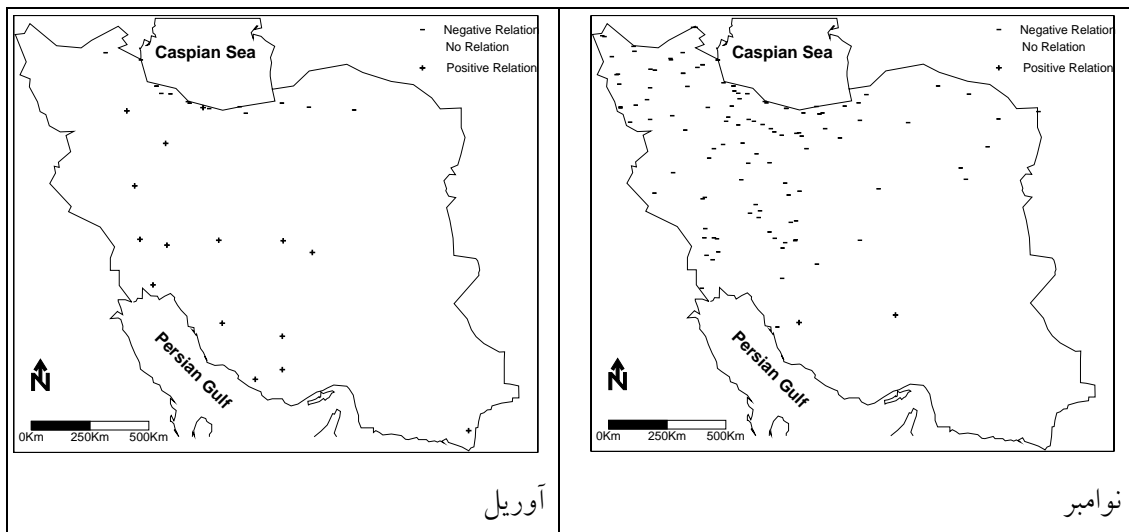 Negative Relation
No Relation
Positive Relation
Caspian Sea
Persian Gulf
N
0Km 250Km 500Km
آوریل
Negative Relation
No Relation
Positive Relation
Caspian Sea
Persian Gulf
N
0Km 250Km 500Km
نوامبر